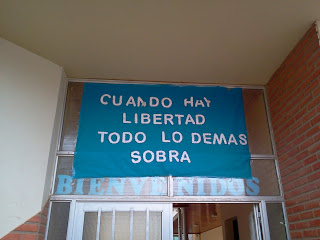 CUANDO HAY
LIBERTAD
TODO LO DEMAS
SOBRA
BIENVENIDOS